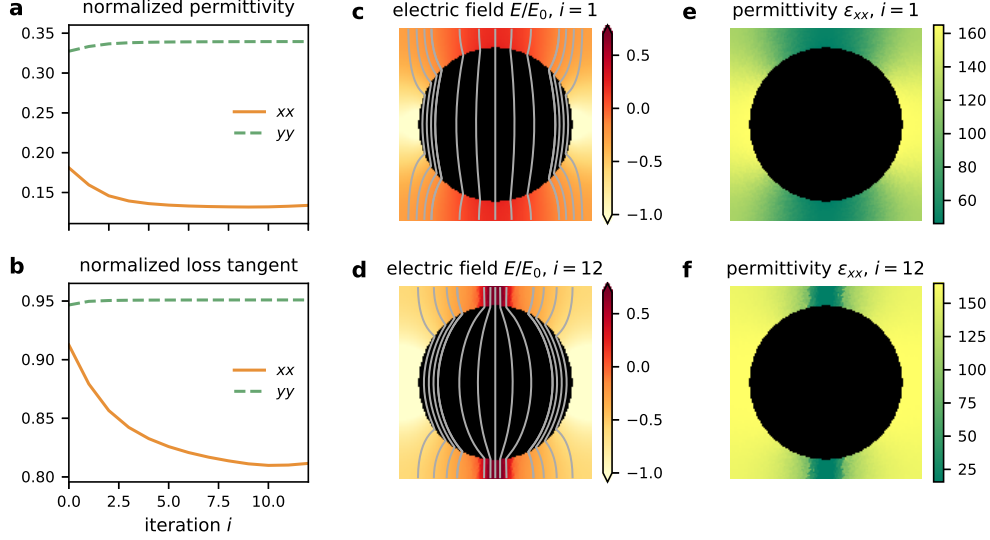 a
normalized permittivity
0.35
0.30
0.25
0.20
0.15
xx
yy
b
normalized loss tangent
0.95
0.90
0.85
0.80
xx
yy
0.0 2.5 5.0 7.5 10.0
iteration i
c
electric field E/E₀, i = 1
0.5
0.0
−0.5
−1.0
d
electric field E/E₀, i = 12
0.5
0.0
−0.5
−1.0
e
permittivity εₓₓ, i = 1
160
140
120
100
80
60
f
permittivity εₓₓ, i = 12
150
125
100
75
50
25